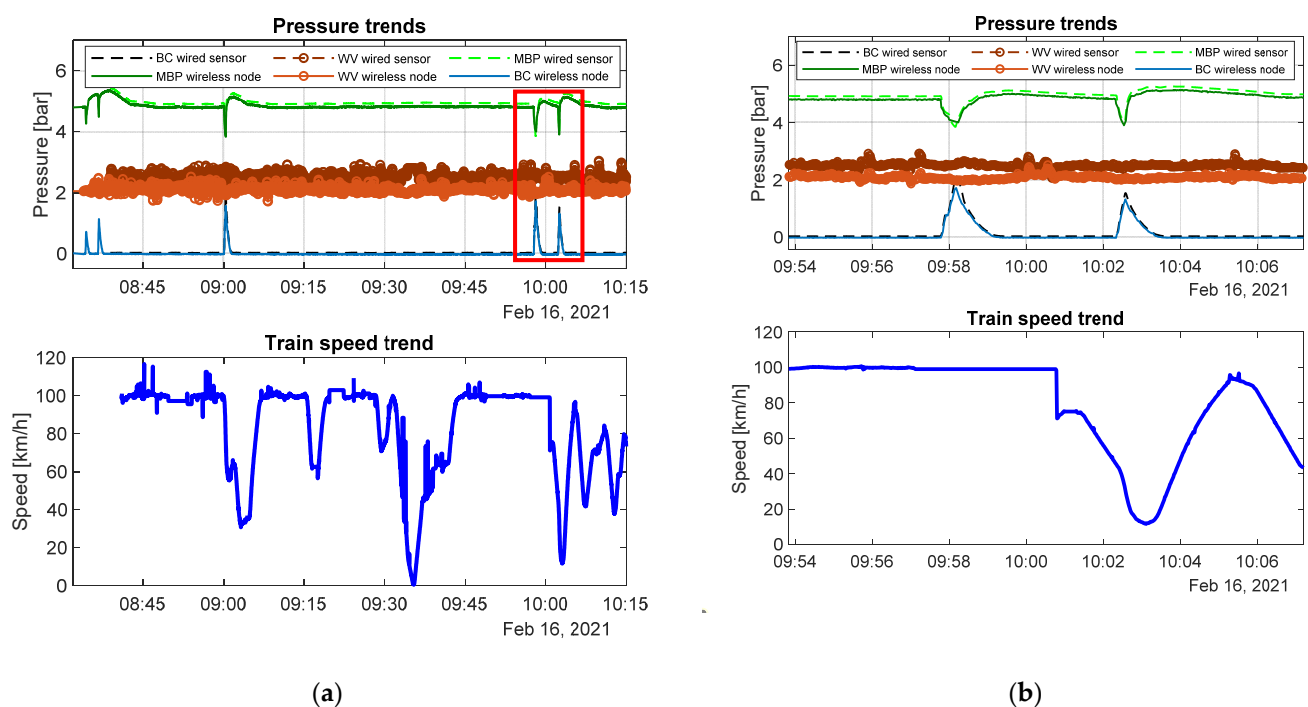 Pressure trends
BC wired sensor WV wired sensor MBP wired sensor
MBP wireless node WV wireless node BC wireless node
6
4
2
0
Pressure [bar]
08:45 09:00 09:15 09:30 09:45 10:00 10:15
Feb 16, 2021
Train speed trend
120
100
80
60
40
20
0
Speed [km/h]
08:45 09:00 09:15 09:30 09:45 10:00 10:15
Feb 16, 2021
(a)
Pressure trends
BC wired sensor WV wired sensor MBP wired sensor
MBP wireless node WV wireless node BC wireless node
6
4
2
0
Pressure [bar]
09:54 09:56 09:58 10:00 10:02 10:04 10:06
Feb 16, 2021
Train speed trend
120
100
80
60
40
20
0
Speed [km/h]
09:54 09:56 09:58 10:00 10:02 10:04 10:06
Feb 16, 2021
(b)